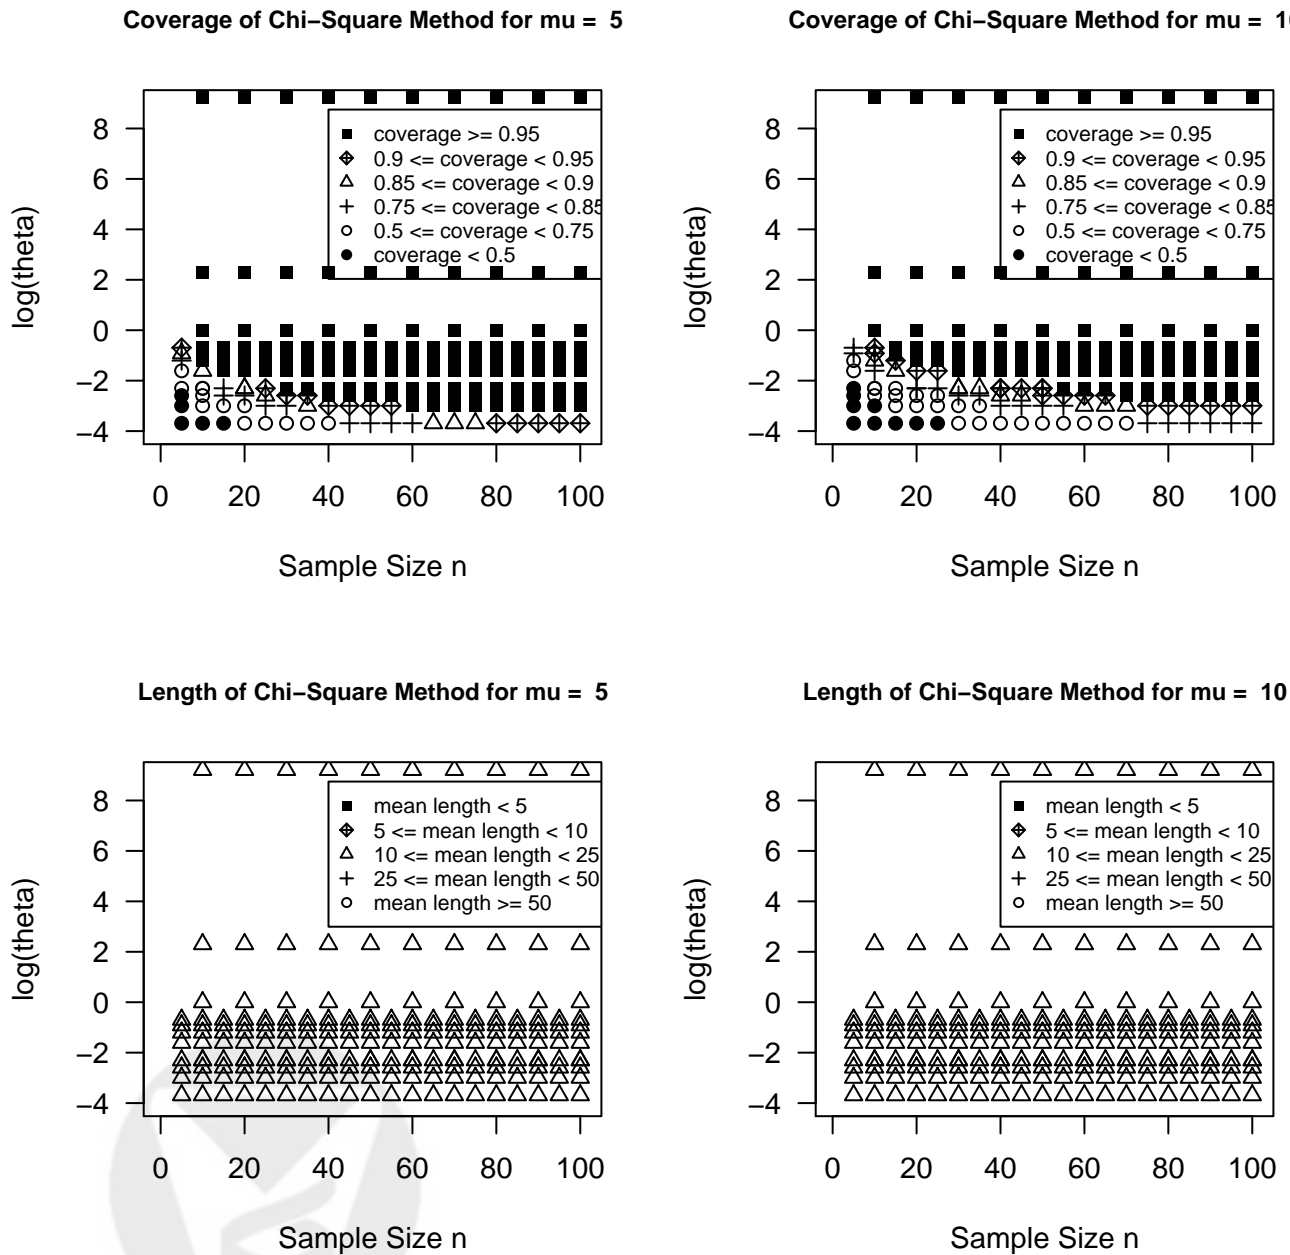 Coverage of Chi−Square Method for mu = 5
8
6
4
2
0
−2
−4
log(theta)
coverage >= 0.95
0.9 <= coverage < 0.95
0.85 <= coverage < 0.9
0.75 <= coverage < 0.85
0.5 <= coverage < 0.75
coverage < 0.5
0 20 40 60 80 100
Sample Size n
Coverage of Chi−Square Method for mu = 10
8
6
4
2
0
−2
−4
log(theta)
coverage >= 0.95
0.9 <= coverage < 0.95
0.85 <= coverage < 0.9
0.75 <= coverage < 0.85
0.5 <= coverage < 0.75
coverage < 0.5
0 20 40 60 80 100
Sample Size n
Length of Chi−Square Method for mu = 5
8
6
4
2
0
−2
−4
log(theta)
mean length < 5
5 <= mean length < 10
10 <= mean length < 25
25 <= mean length < 50
mean length >= 50
0 20 40 60 80 100
Sample Size n
Length of Chi−Square Method for mu = 10
8
6
4
2
0
−2
−4
log(theta)
mean length < 5
5 <= mean length < 10
10 <= mean length < 25
25 <= mean length < 50
mean length >= 50
0 20 40 60 80 100
Sample Size n